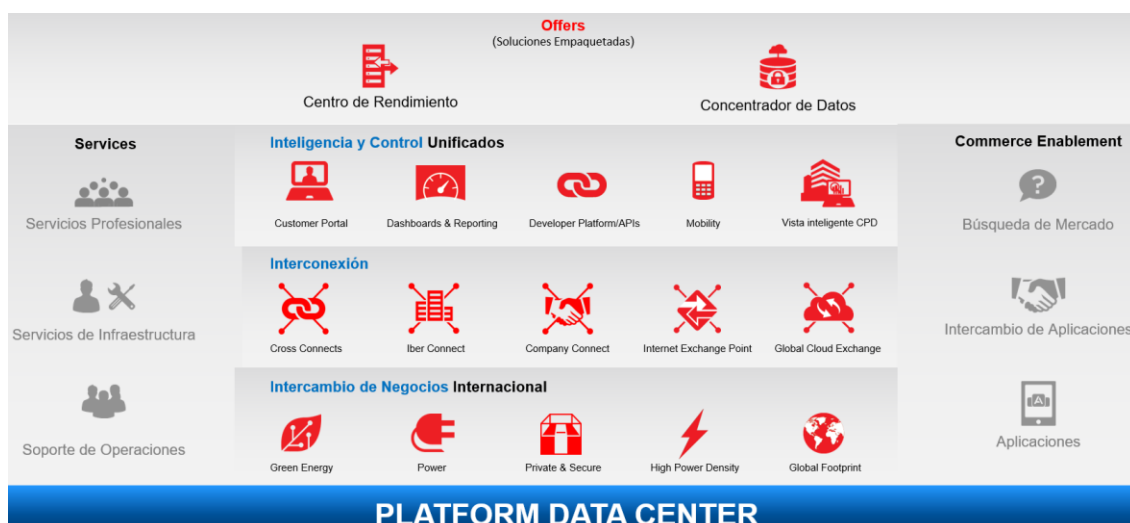 Offers
(Soluciones Empaquetadas)
Centro de Rendimiento
Concentrador de Datos
Services
Servicios Profesionales
Servicios de Infraestructura
Soporte de Operaciones
Inteligencia y Control Unificados
Customer Portal
Dashboards & Reporting
Developer Platform/APIs
Mobility
Vista inteligente CPD
Interconexión
Cross Connects
Iber Connect
Company Connect
Internet Exchange Point
Global Cloud Exchange
Intercambio de Negocios Internacional
Green Energy
Power
Private & Secure
High Power Density
Global Footprint
Commerce Enablement
?
Búsqueda de Mercado
Intercambio de Aplicaciones
A
Aplicaciones
PLATFORM DATA CENTER